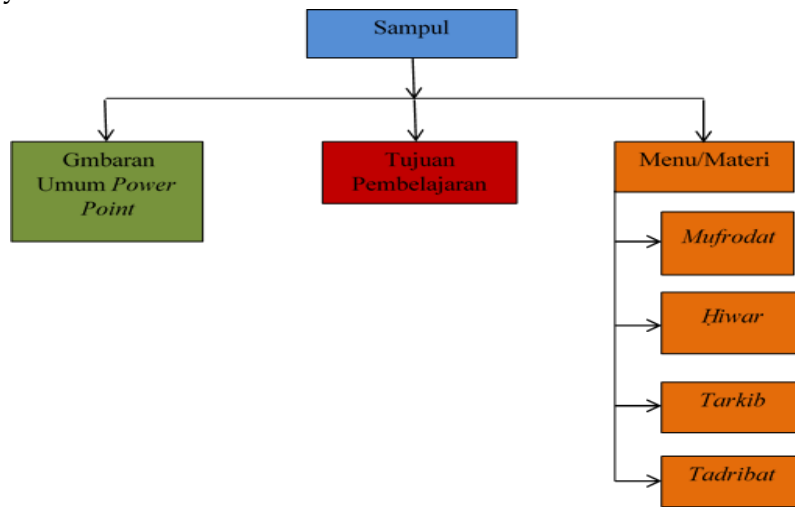 Sampul
Gmbaran
Umum Power
Point
Tujuan
Pembelajaran
Menu/Materi
Mufrodat
Ḥiwar
Tarkib
Tadribat